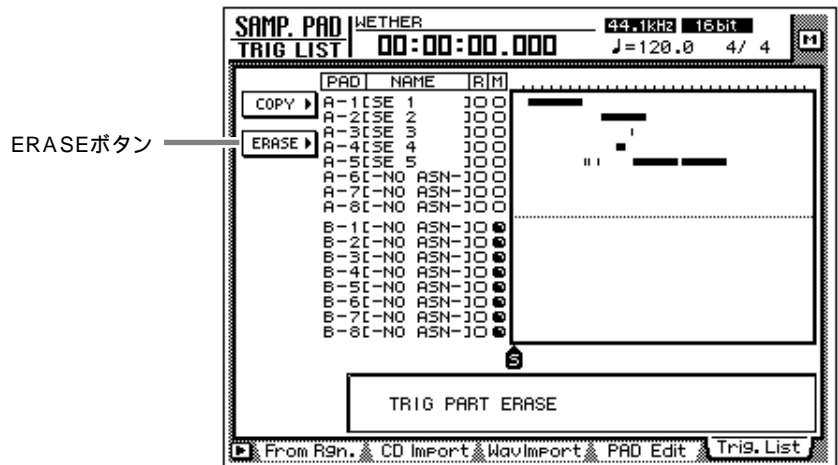 SAMP. PAD WETHER 44.1kHz 16bit
TRIG LIST 00:00:00.000 ♩=120.0 4/ 4 M
PAD NAME R M
COPY
ERASE
ERASEボタン
A-1[SE 1 ]
A-2[SE 2 ]
A-3[SE 3 ]
A-4[SE 4 ]
A-5[SE 5 ]
A-6[-NO ASN-]
A-7[-NO ASN-]
A-8[-NO ASN-]
B-1[-NO ASN-]
B-2[-NO ASN-]
B-3[-NO ASN-]
B-4[-NO ASN-]
B-5[-NO ASN-]
B-6[-NO ASN-]
B-7[-NO ASN-]
B-8[-NO ASN-]
S
TRIG PART ERASE
From Rgn. CD Import WavImport PAD Edit Trig. List